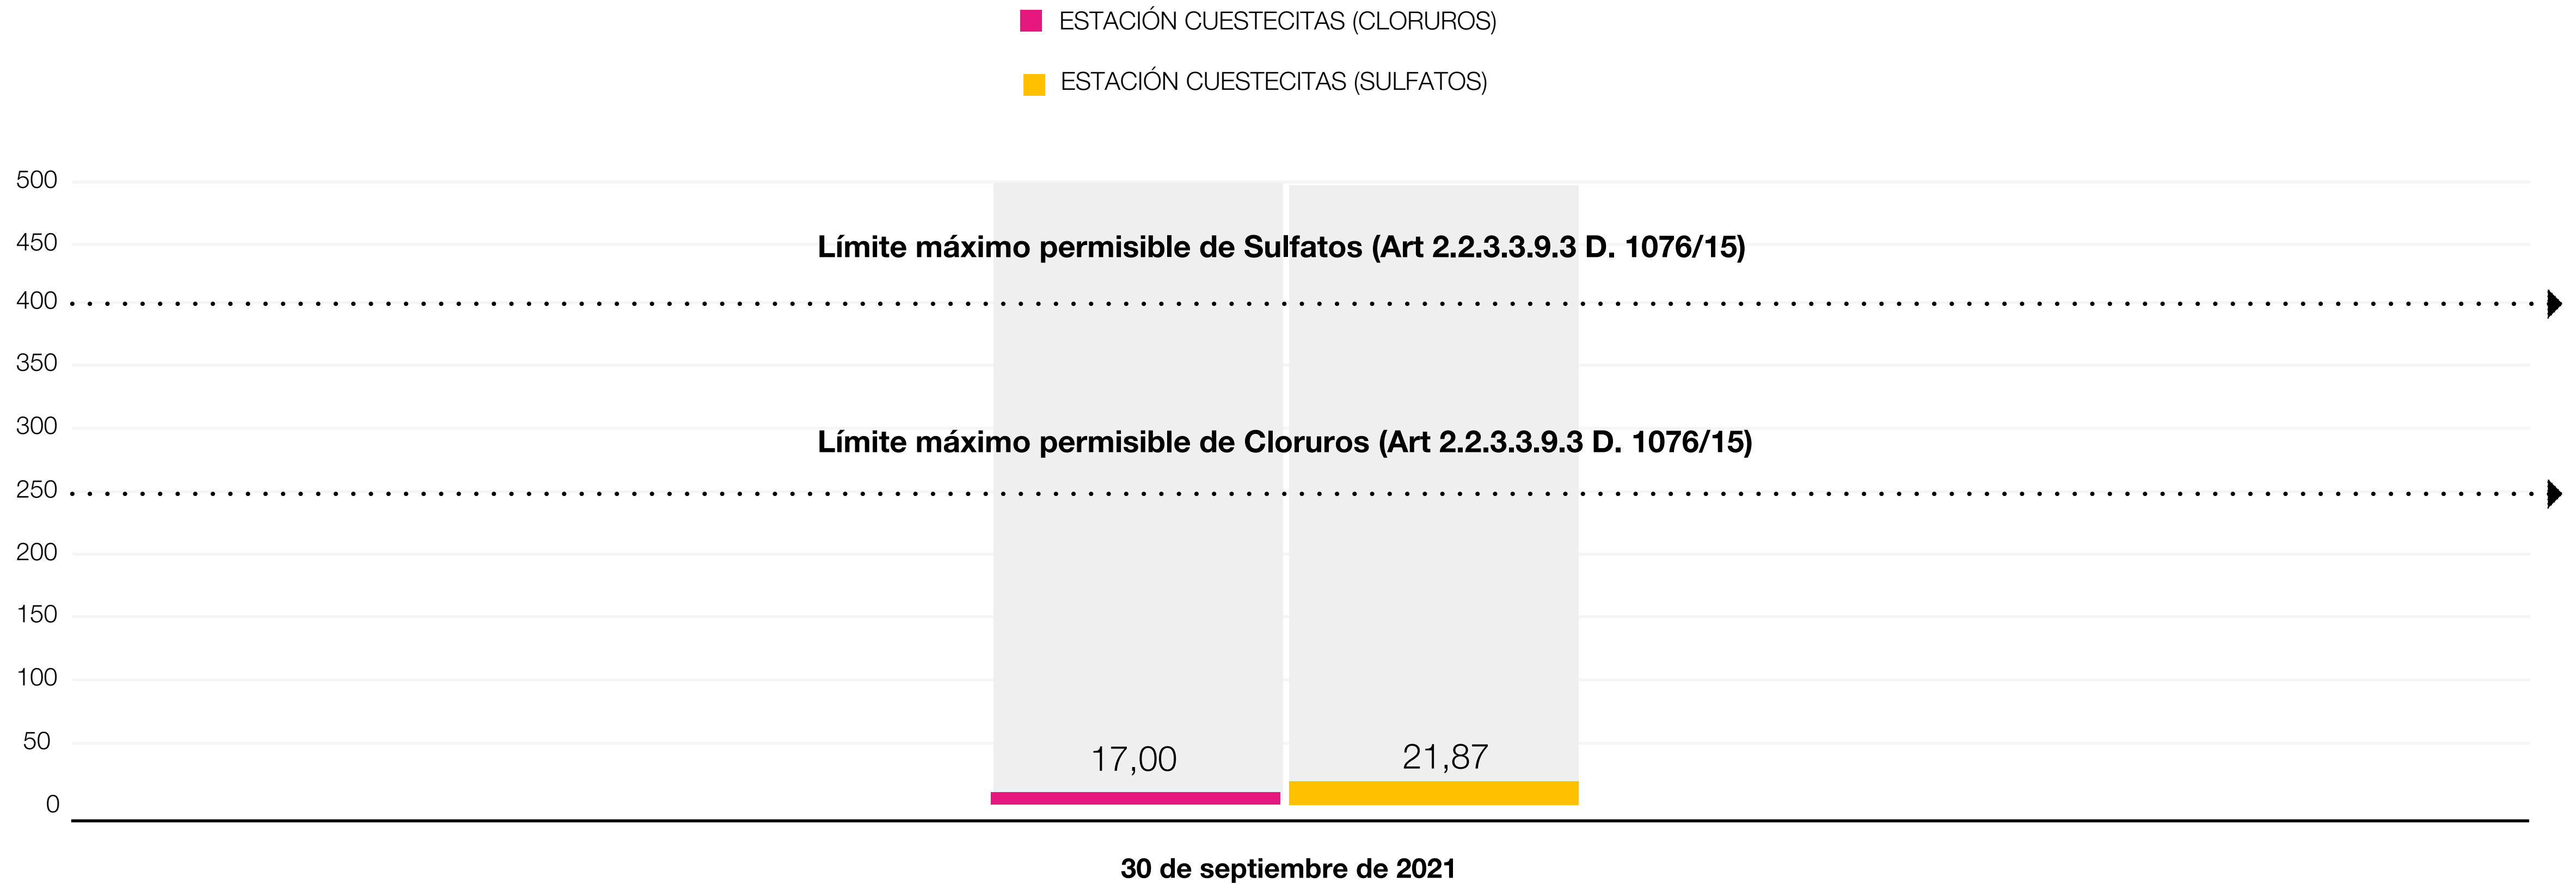 ESTACIÓN CUESTECITAS (CLORUROS)
ESTACIÓN CUESTECITAS (SULFATOS)
500
450
Límite máximo permisible de Sulfatos (Art 2.2.3.3.9.3 D. 1076/15)
400
350
300
Límite máximo permisible de Cloruros (Art 2.2.3.3.9.3 D. 1076/15)
250
200
150
100
50
17,00
21,87
0
30 de septiembre de 2021